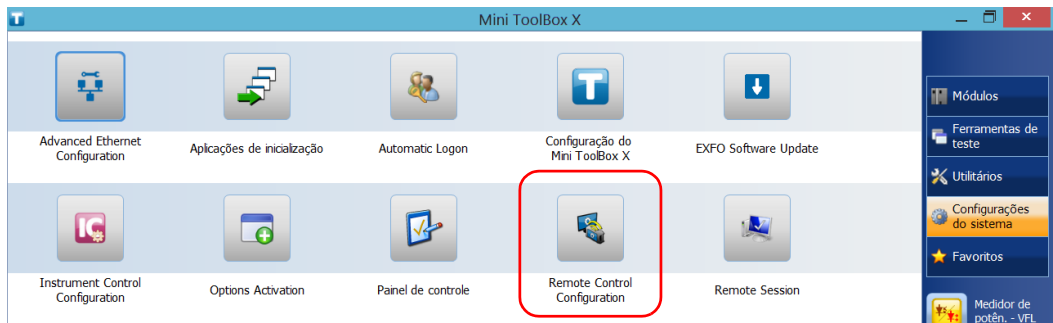 Mini ToolBox X
Advanced Ethernet
Configuration
Aplicações de inicialização
Automatic Logon
Configuração do
Mini ToolBox X
EXFO Software Update
Instrument Control
Configuration
Options Activation
Painel de controle
Remote Control
Configuration
Remote Session
Módulos
Ferramentas de
teste
Utilitários
Configurações
do sistema
Favoritos
Medidor de
potên. - VFL